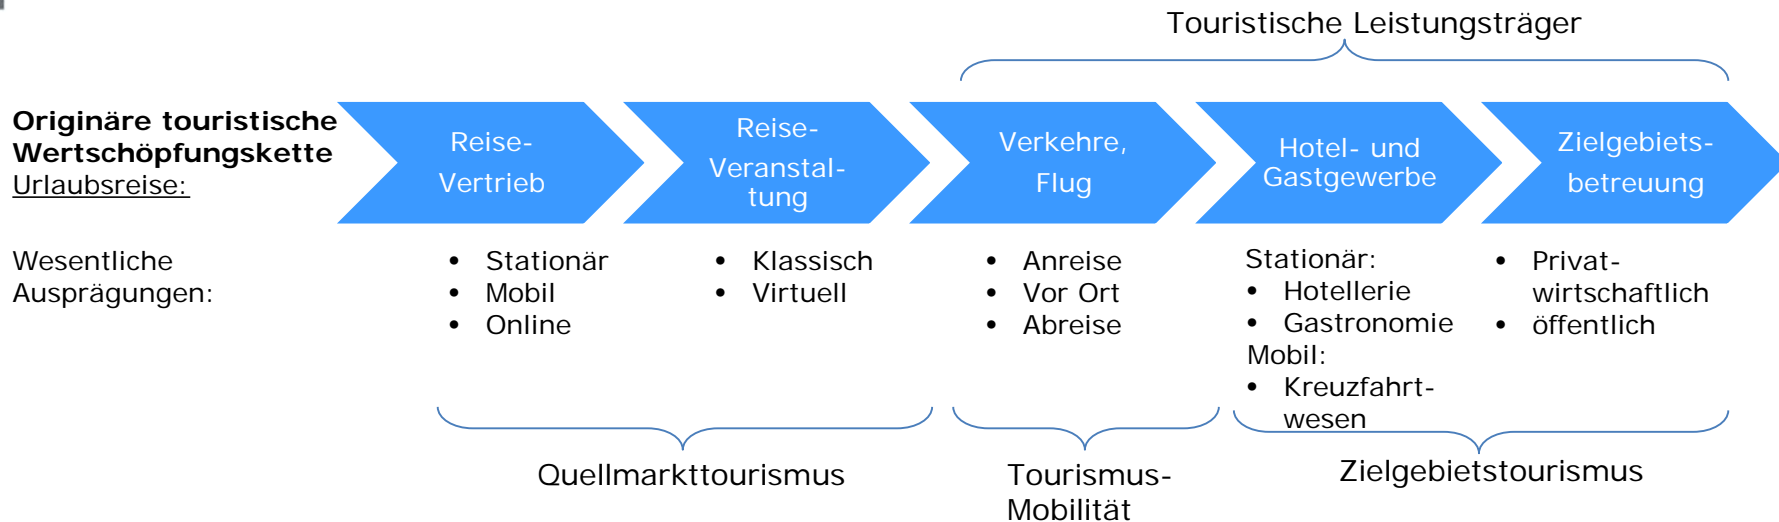 Touristische Leistungsträger
Originäre touristische
Wertschöpfungskette
Urlaubsreise:
Reise-
Vertrieb
Reise-
Veranstal-
tung
Verkehre,
Flug
Hotel- und
Gastgewerbe
Zielgebiets-
betreuung
Wesentliche
Ausprägungen:
• Stationär
• Mobil
• Online
• Klassisch
• Virtuell
• Anreise
• Vor Ort
• Abreise
Stationär:
• Hotellerie
• Gastronomie
Mobil:
• Kreuzfahrt-
wesen
• Privat-
wirtschaftlich
• öffentlich
Quellmarkttourismus
Tourismus-
Mobilität
Zielgebietstourismus